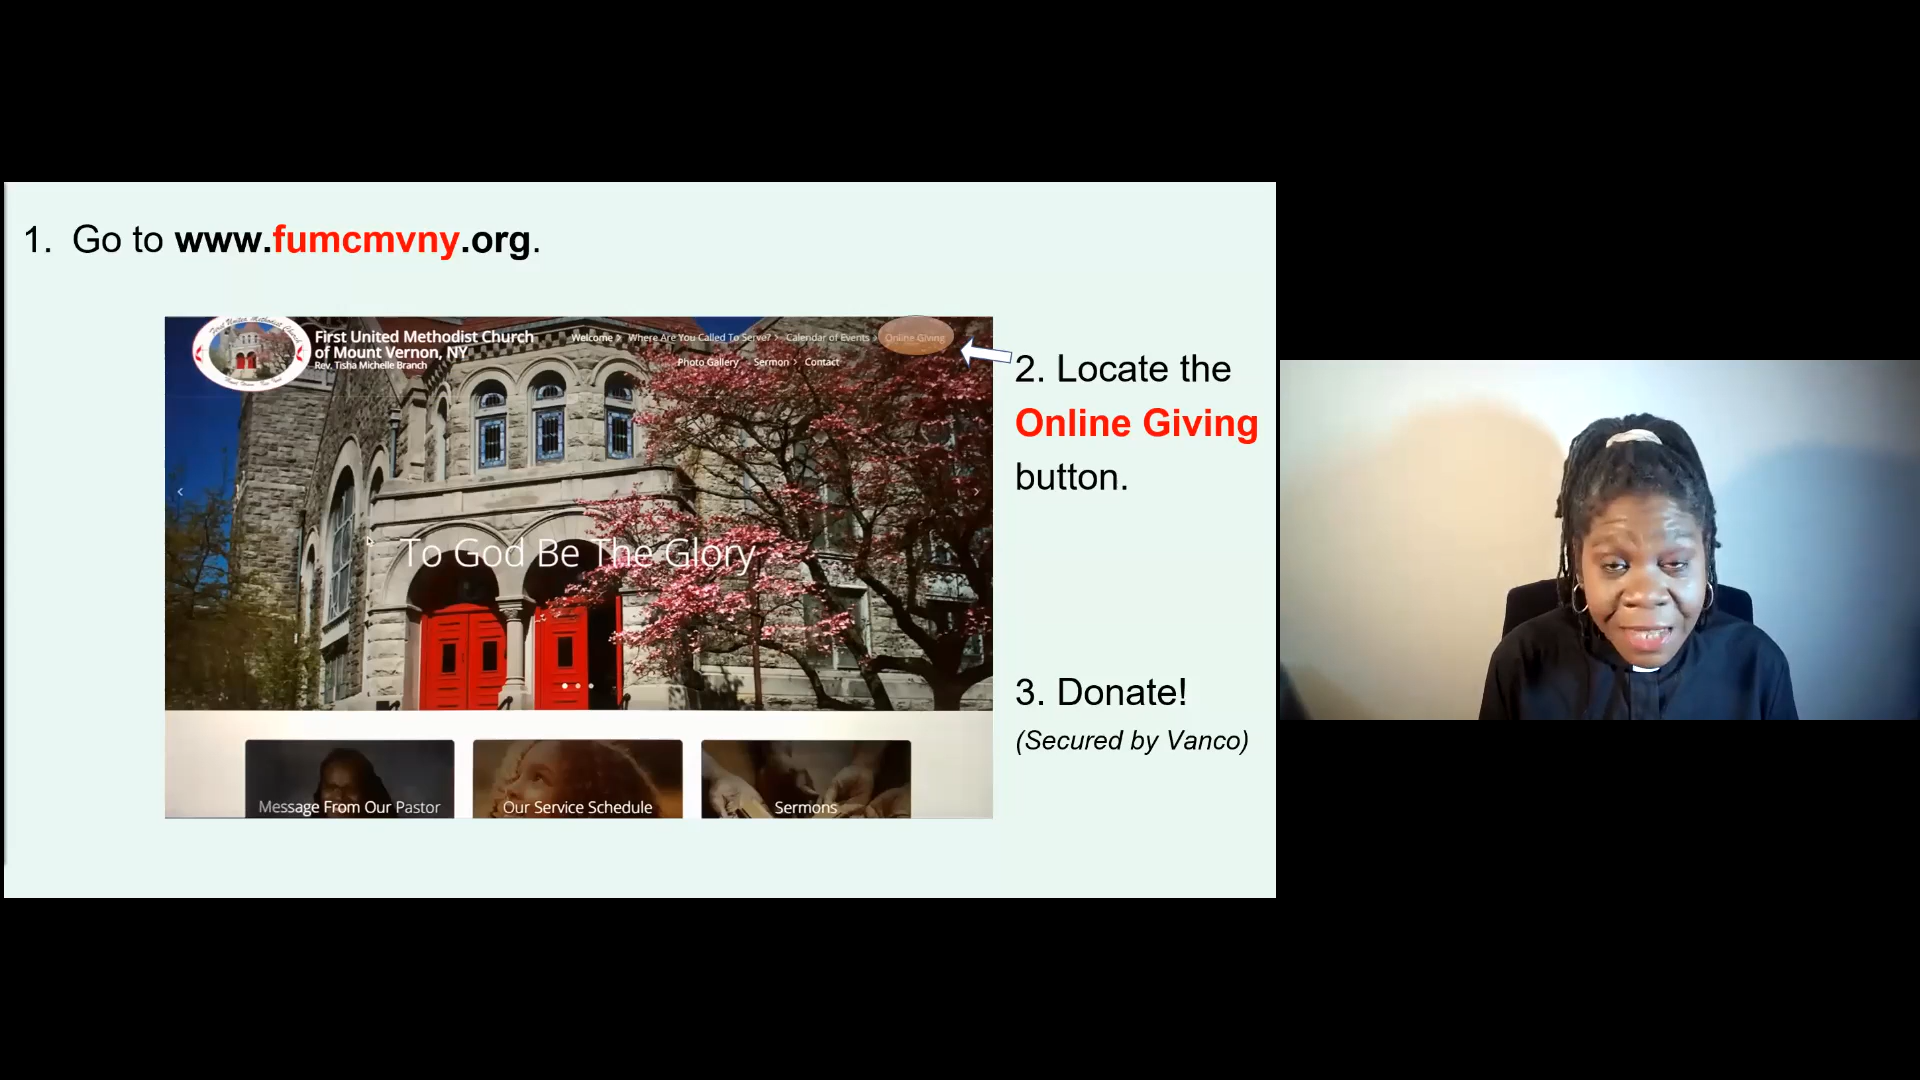 1. Go to www.fumcmvny.org.
First United Methodist Church
of Mount Vernon, NY
Rev. Tisha Michelle Branch
Welcome > Where Are You Called To Serve? > Calendar of Events > Online Giving
Photo Gallery Sermon > Contact
To God Be The Glory
Message From Our Pastor
Our Service Schedule
Sermons
2. Locate the
Online Giving
button.
3. Donate!
(Secured by Vanco)